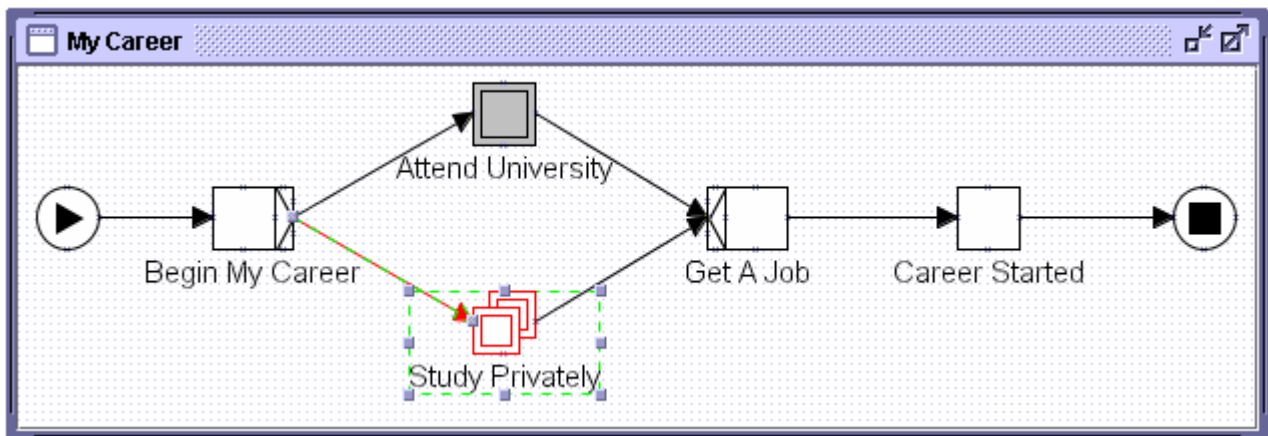 My Career
Attend University
Begin My Career
Get A Job
Career Started
Study Privately